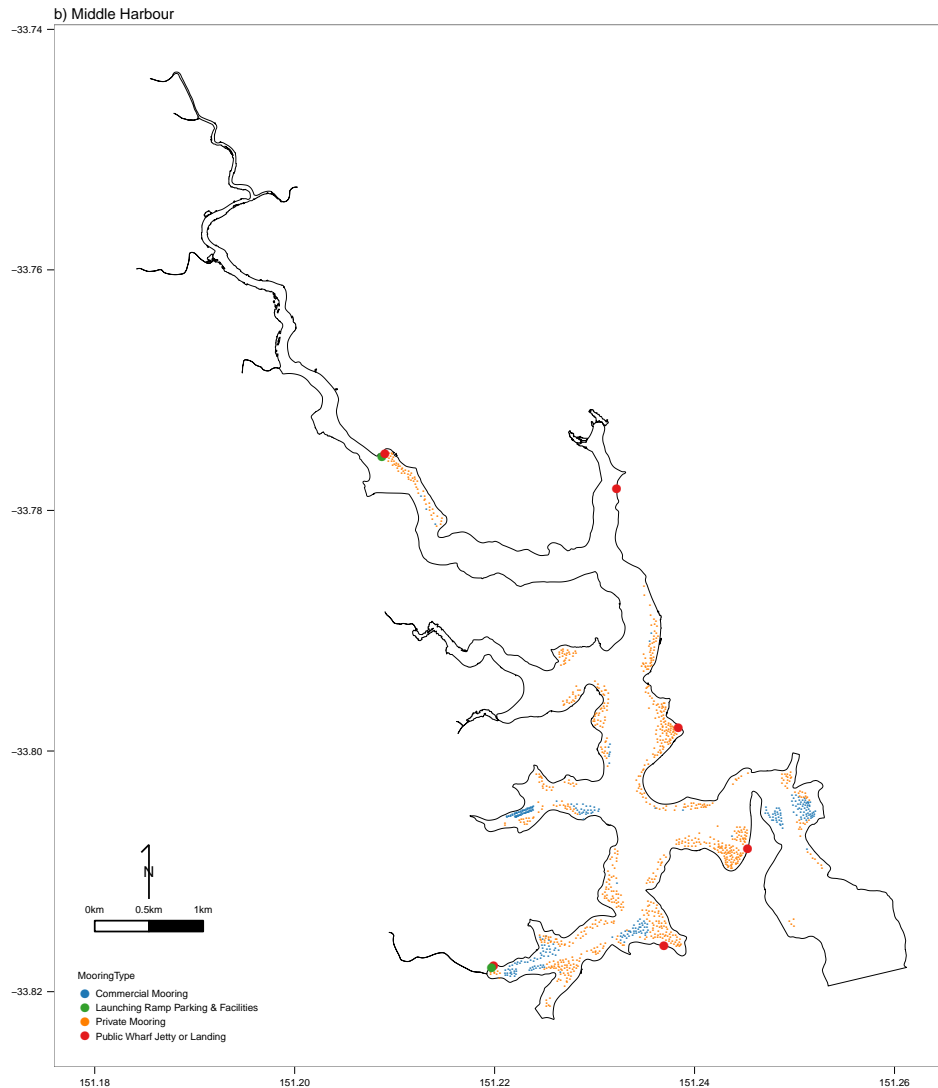 b) Middle Harbour
−33.74
−33.76
−33.78
−33.80
−33.82
N
0km 0.5km 1km
MooringType
Commercial Mooring
Launching Ramp Parking & Facilities
Private Mooring
Public Wharf Jetty or Landing
151.18 151.20 151.22 151.24 151.26